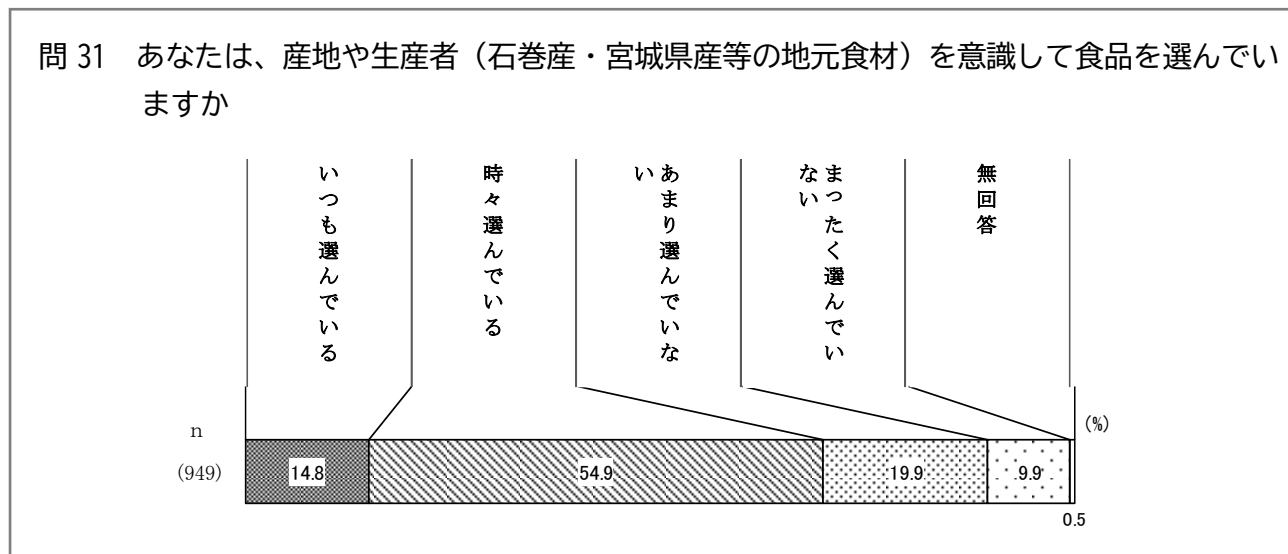 問 31　あなたは、産地や生産者（石巻産・宮城県産等の地元食材）を意識して食品を選んでい
ますか
いつも選んでいる
時々選んでいる
あまり選んでいな
い
まったく選んでい
ない
無回答
(%)
n
(949)
14.8
54.9
19.9
9.9
0.5